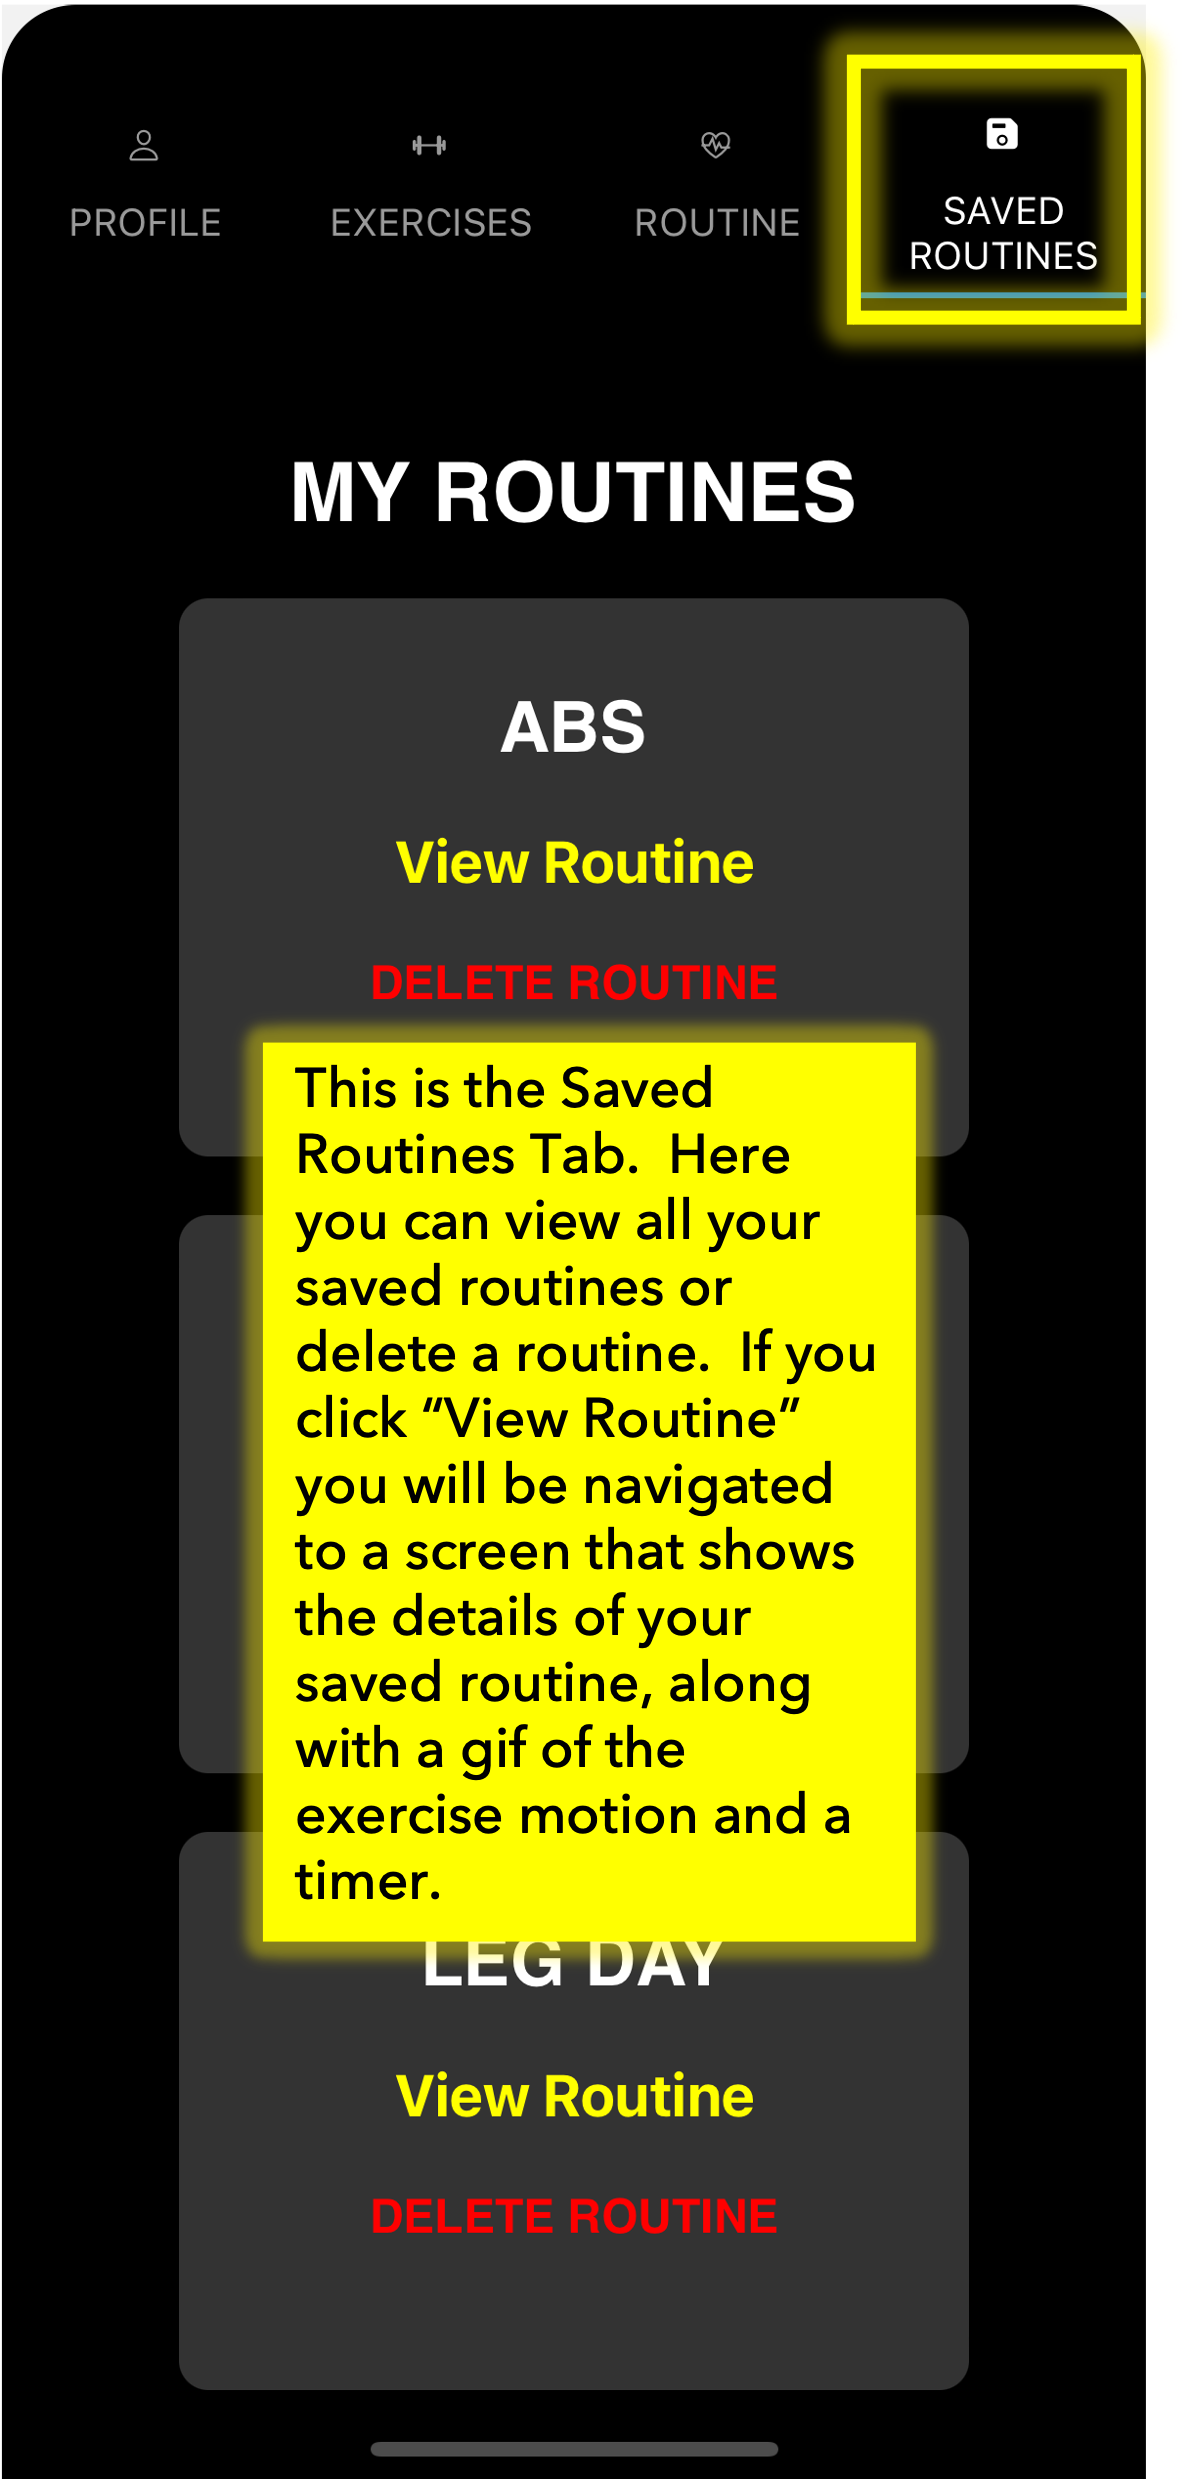 PROFILE
EXERCISES
ROUTINE
SAVED
ROUTINES
MY ROUTINES
ABS
View Routine
DELETE ROUTINE
This is the Saved
Routines Tab.  Here
you can view all your
saved routines or
delete a routine.  If you
click “View Routine”
you will be navigated
to a screen that shows
the details of your
saved routine, along
with a gif of the
exercise motion and a
timer.
LEG DAY
View Routine
DELETE ROUTINE